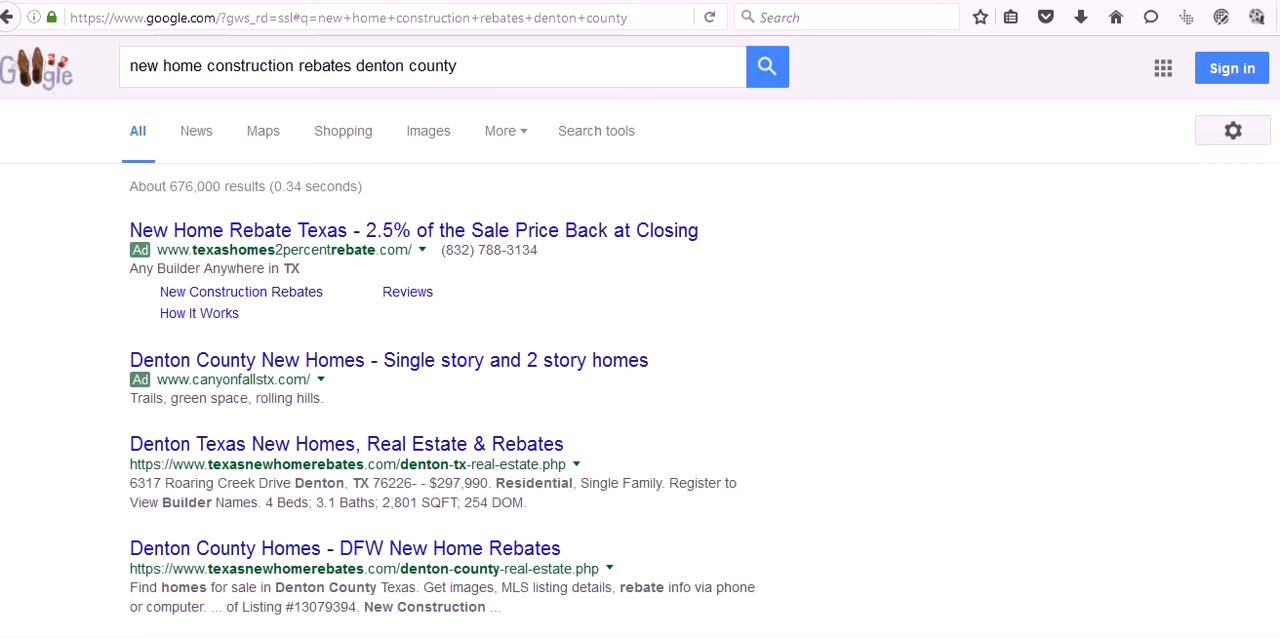 https://www.google.com/?gws_rd=ssl#q=new+home+construction+rebates+denton+county
Search
Google
new home construction rebates denton county
Sign in
All News Maps Shopping Images More Search tools
About 676,000 results (0.34 seconds)
New Home Rebate Texas - 2.5% of the Sale Price Back at Closing
Ad www.texashomes2percentrebate.com/ (832) 788-3134
Any Builder Anywhere in TX
New Construction Rebates Reviews
How It Works
Denton County New Homes - Single story and 2 story homes
Ad www.canyonfallstx.com/
Trails, green space, rolling hills.
Denton Texas New Homes, Real Estate & Rebates
https://www.texasnewhomerebates.com/denton-tx-real-estate.php
6317 Roaring Creek Drive Denton, TX 76226- - $297,990. Residential, Single Family. Register to
View Builder Names. 4 Beds; 3.1 Baths; 2,801 SQFT; 254 DOM.
Denton County Homes - DFW New Home Rebates
https://www.texasnewhomerebates.com/denton-county-real-estate.php
Find homes for sale in Denton County Texas. Get images, MLS listing details, rebate info via phone
or computer. ... of Listing #13079394. New Construction ...